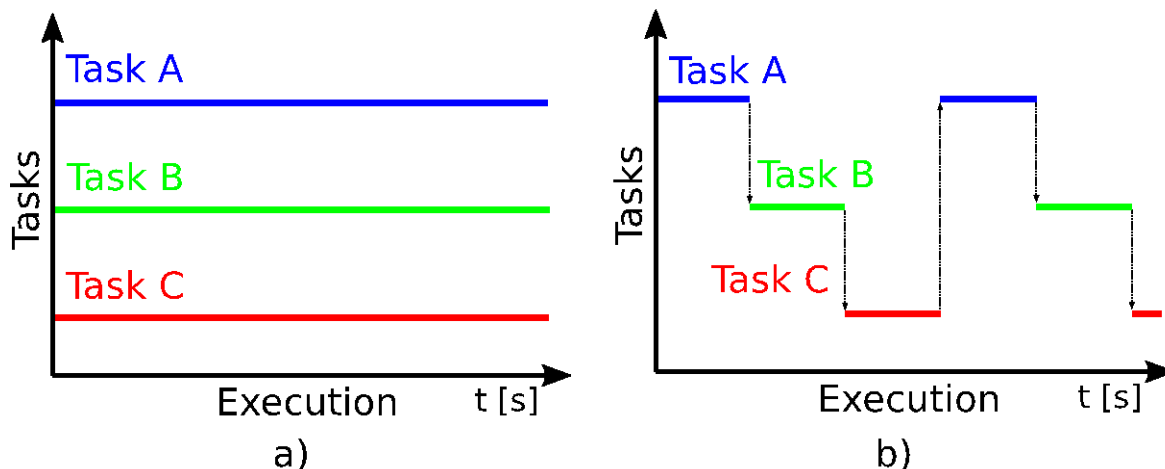 Task A
Task B
Task C
Tasks
Execution
t [s]
a)
Task A
Task B
Task C
Tasks
Execution
t [s]
b)